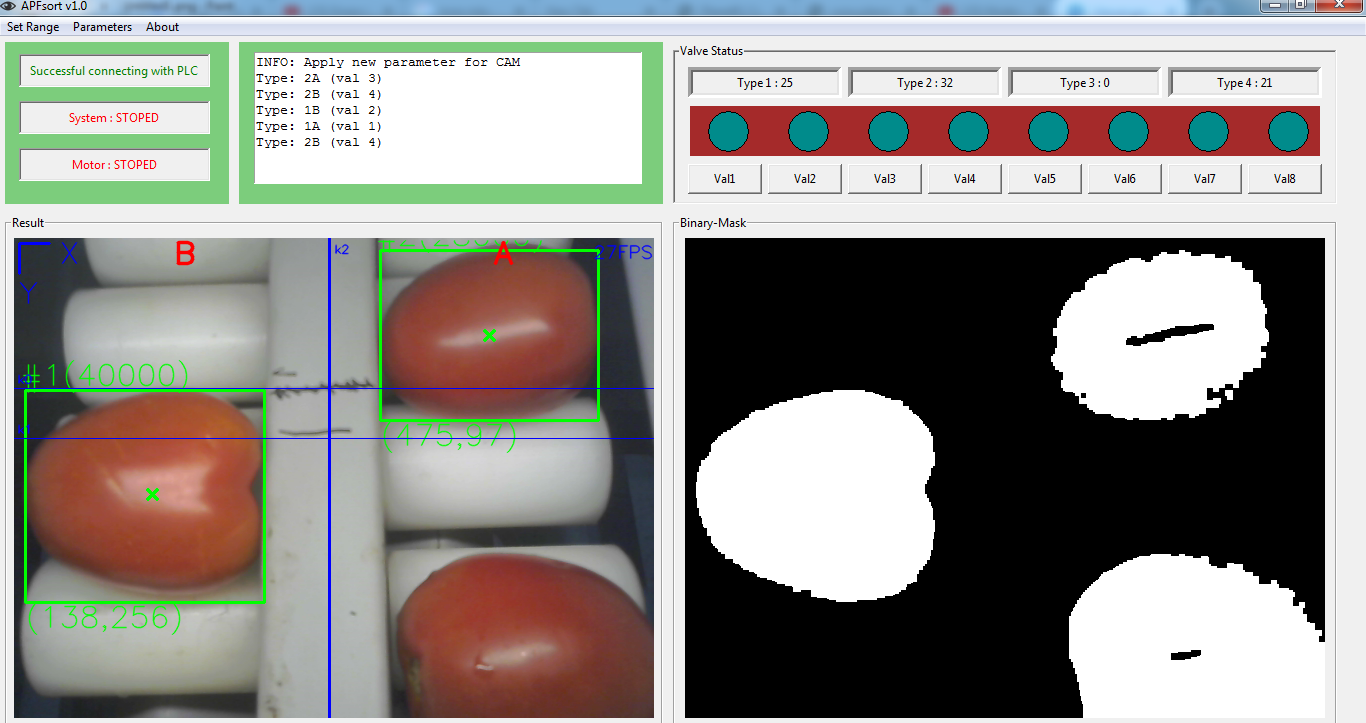 APFsort v1.0
Set Range Parameters About
Successful connecting with PLC
System : STOPED
Motor : STOPED
INFO: Apply new parameter for CAM
Type: 2A (val 3)
Type: 2B (val 4)
Type: 1B (val 2)
Type: 1A (val 1)
Type: 2B (val 4)
Valve Status
Type 1 : 25 Type 2 : 32 Type 3 : 0 Type 4 : 21
Val1 Val2 Val3 Val4 Val5 Val6 Val7 Val8
Result
X B k2 A 27FPS
Y
#1(40000)
(475,97)
(138,256)
Binary-Mask